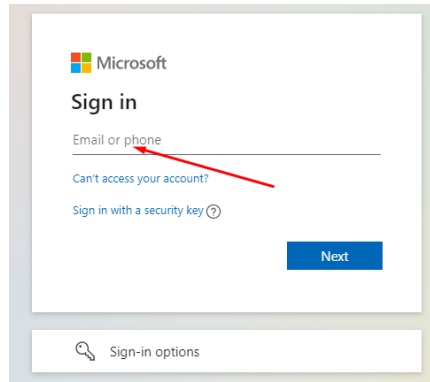 Microsoft
Sign in
Email or phone
Can't access your account?
Sign in with a security key ?
Next
Sign-in options